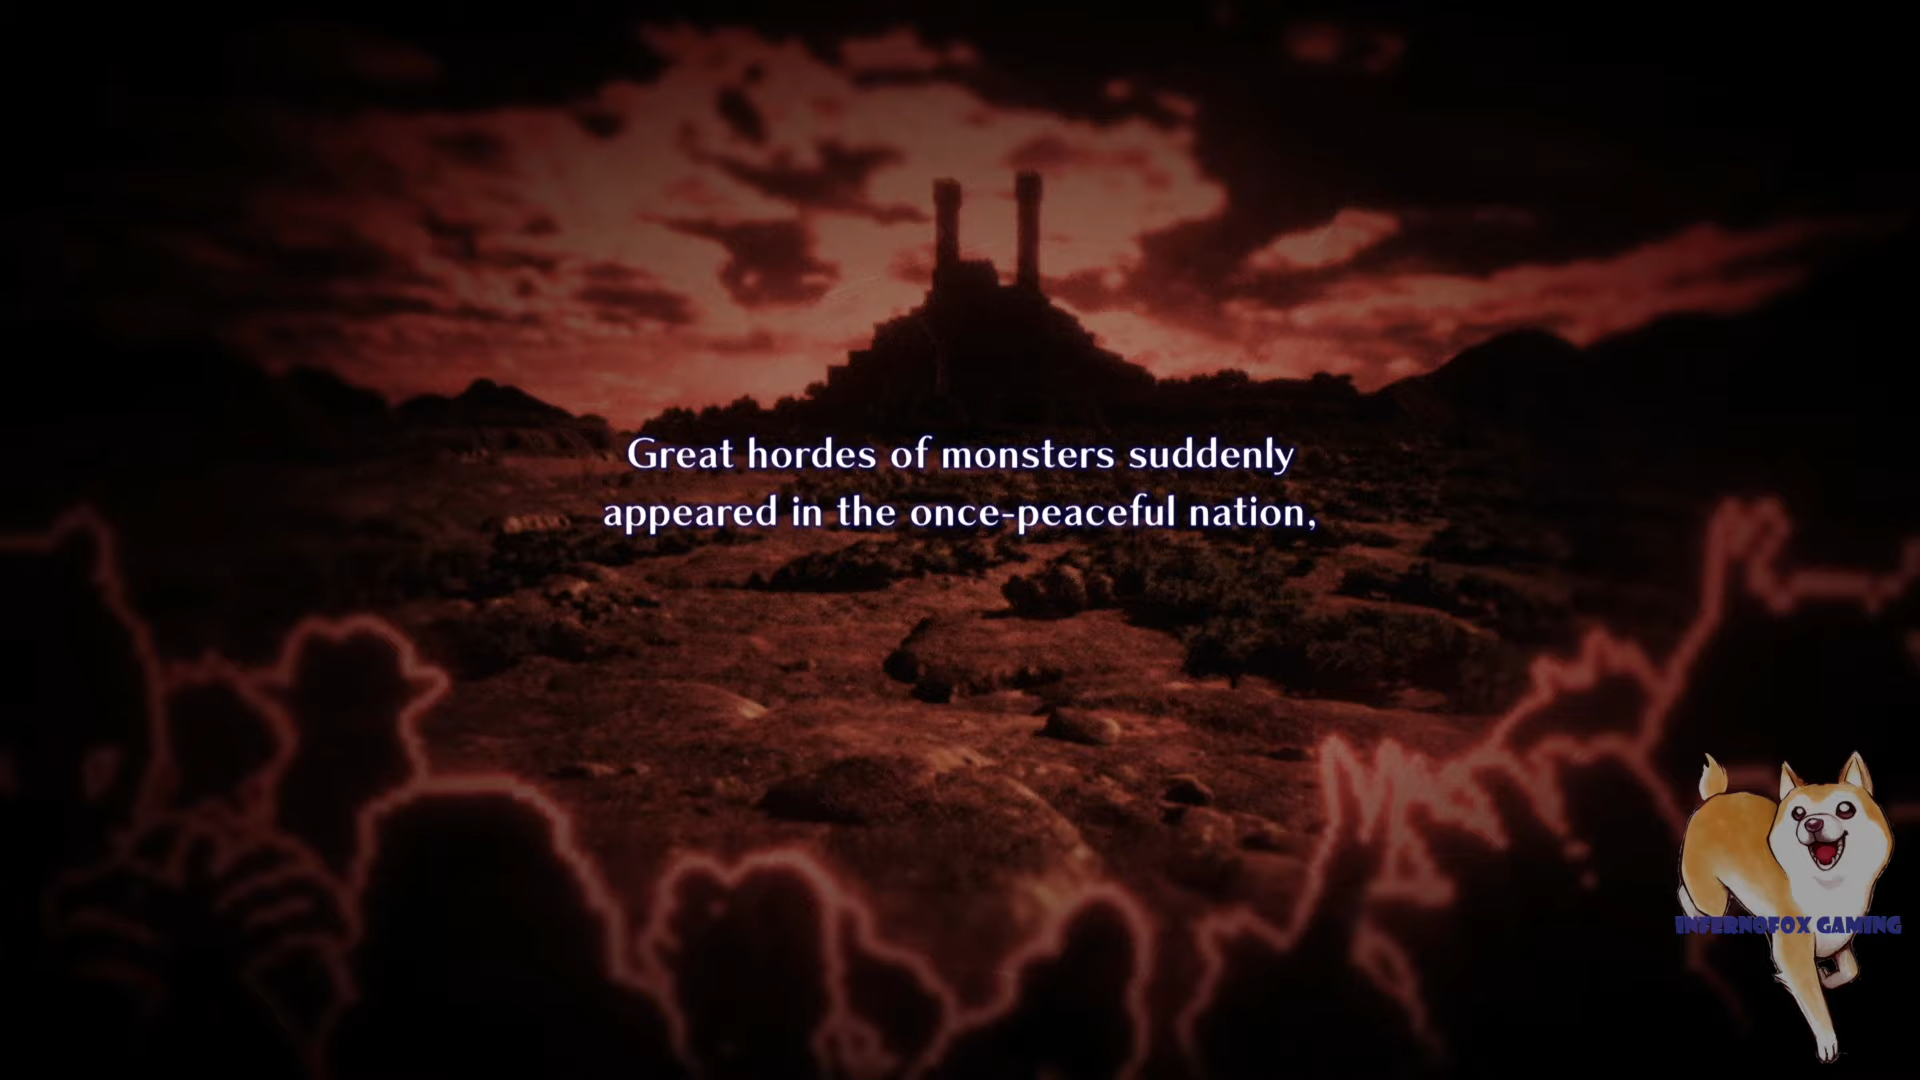 Great hordes of monsters suddenly
appeared in the once-peaceful nation,
INFERNOFOX GAMING